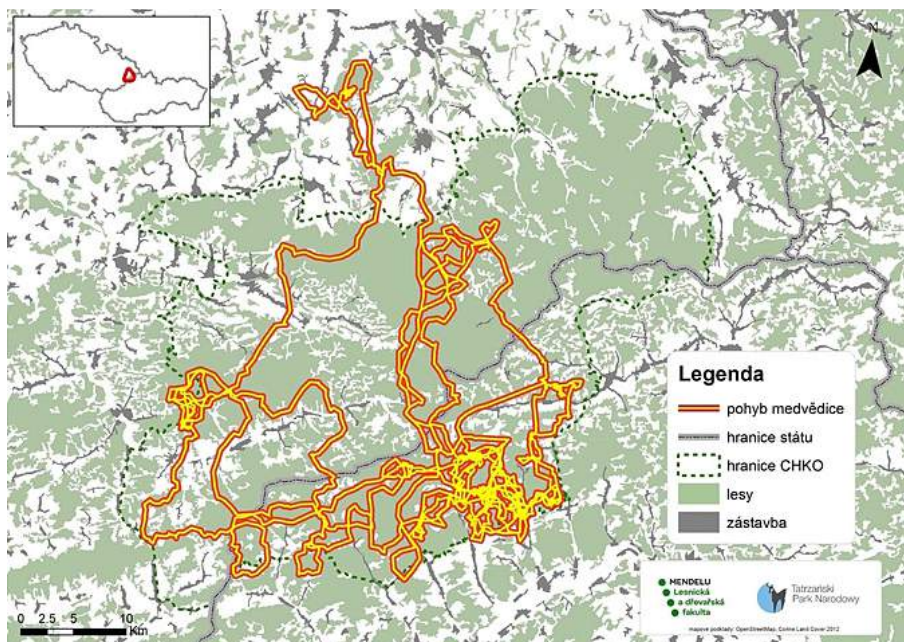 N
Legenda
pohyb medvědice
hranice státu
hranice CHKO
lesy
zástavba
0 2.5 5 10
Km
MENDELU
Lesnická
a dřevařská
fakulta
Tatrzański
Park Narodowy
mapové podklady: OpenStreetMap, Corine Land Cover 2012